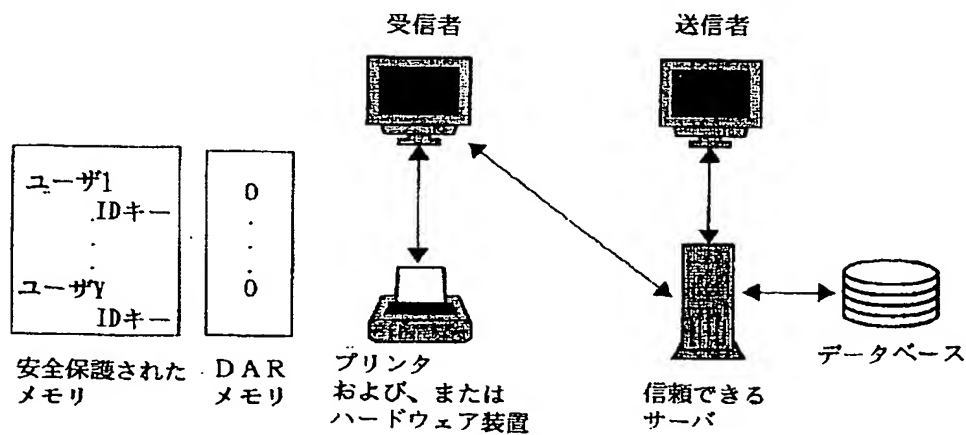 受信者
送信者
ユーザ1
IDキー
ユーザY
IDキー
0
0
安全保護された
メモリ
DAR
メモリ
プリンタ
および、または
ハードウェア装置
信頼できる
サーバ
データベース